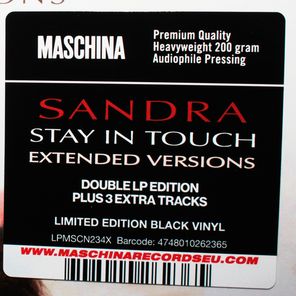 ONS
MASCHINA
Premium Quality
Heavyweight 200 gram
Audiophile Pressing
SANDRA
STAY IN TOUCH
EXTENDED VERSIONS
DOUBLE LP EDITION
PLUS 3 EXTRA TRACKS
LIMITED EDITION BLACK VINYL
LPMSCN234X Barcode: 4748010262365
WWW.MASCHINARECORDSEU.COM